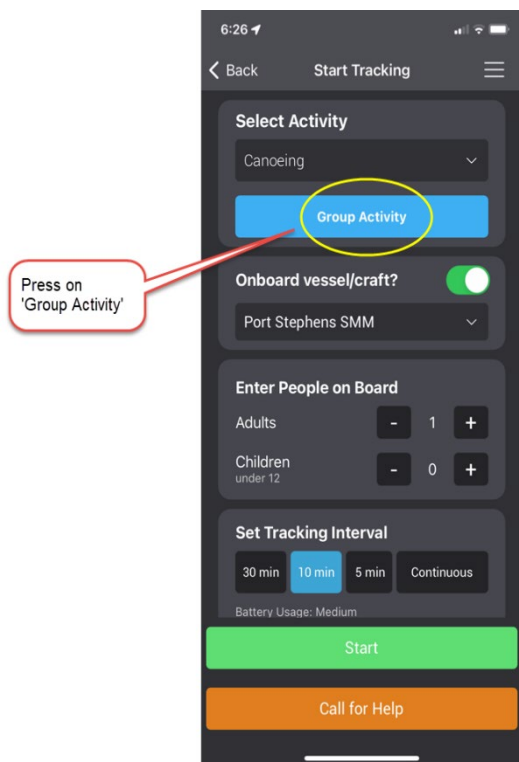 6:26
Back Start Tracking
Select Activity
Canoeing
Group Activity
Press on
'Group Activity'
Onboard vessel/craft?
Port Stephens SMM
Enter People on Board
Adults - 1 +
Children - 0 +
under 12
Set Tracking Interval
30 min 10 min 5 min Continuous
Battery Usage: Medium
Start
Call for Help